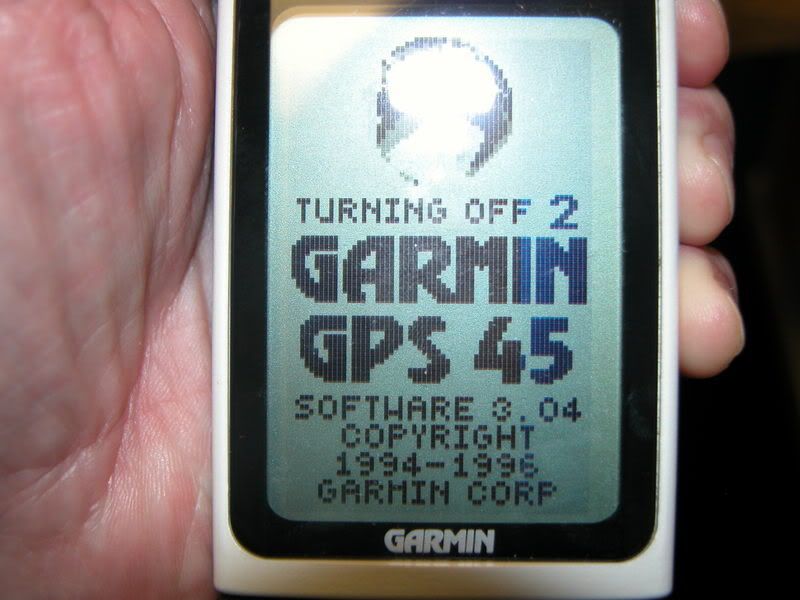 TURNING OFF 2
GARMIN
GPS 45
SOFTWARE 3.04
COPYRIGHT
1994-1996
GARMIN CORP
GARMIN